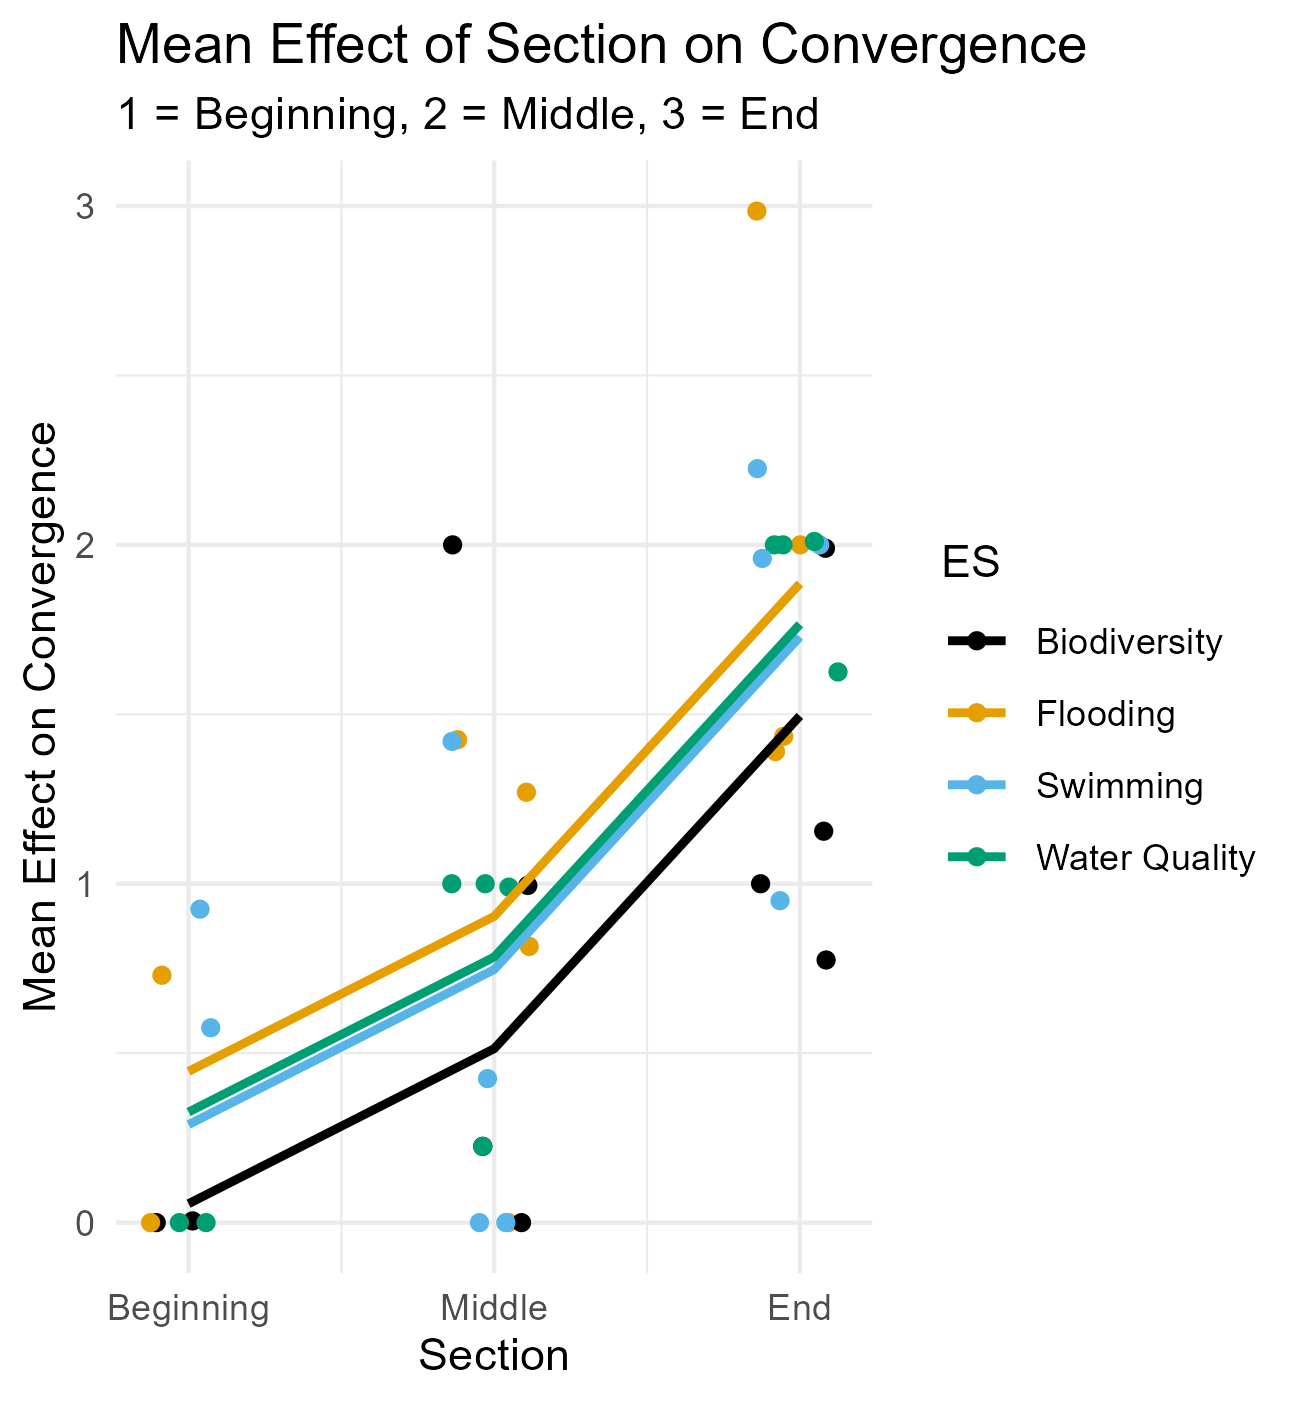 Mean Effect of Section on Convergence
1 = Beginning, 2 = Middle, 3 = End
Mean Effect on Convergence
3
2
1
0
Beginning Middle End
Section
ES
Biodiversity
Flooding
Swimming
Water Quality